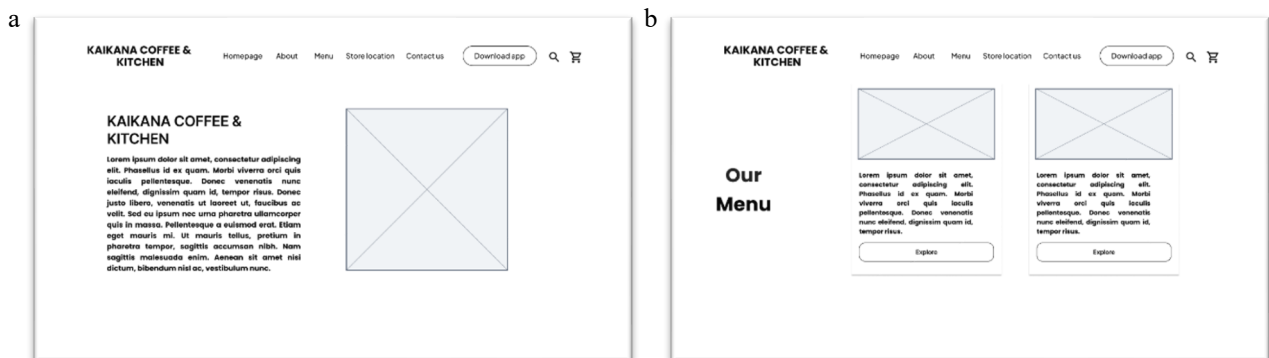 a
KAIKANA COFFEE &
KITCHEN
Homepage About Menu Store location Contact us Download app
KAIKANA COFFEE &
KITCHEN
Lorem ipsum dolor sit amet, consectetur adipiscing
elit. Phasellus id ex quam. Morbi viverra orci quis
iaculis pellentesque. Donec venenatis nunc
eleifend, dignissim quam id, tempor risus. Donec
justo libero, venenatis ut laoreet ut, faucibus ac
velit. Sed eu ipsum nec urna pharetra ullamcorper
quis in massa. Pellentesque a euismod erat. Etiam
eget mauris mi. Ut mauris tellus, pretium in
pharetra tempor, sagittis accumsan nibh. Nam
sagittis malesuada enim. Aenean sit amet nisl
dictum, bibendum nisl ac, vestibulum nunc.
b
KAIKANA COFFEE &
KITCHEN
Homepage About Menu Store location Contact us Download app
Our
Menu
Lorem ipsum dolor sit amet,
consectetur adipiscing elit.
Phasellus id ex quam. Morbi
viverra orci quis iaculis
pellentesque. Donec venenatis
nunc eleifend, dignissim quam id,
tempor risus.
Explore
Lorem ipsum dolor sit amet,
consectetur adipiscing elit.
Phasellus id ex quam. Morbi
viverra orci quis iaculis
pellentesque. Donec venenatis
nunc eleifend, dignissim quam id,
tempor risus.
Explore